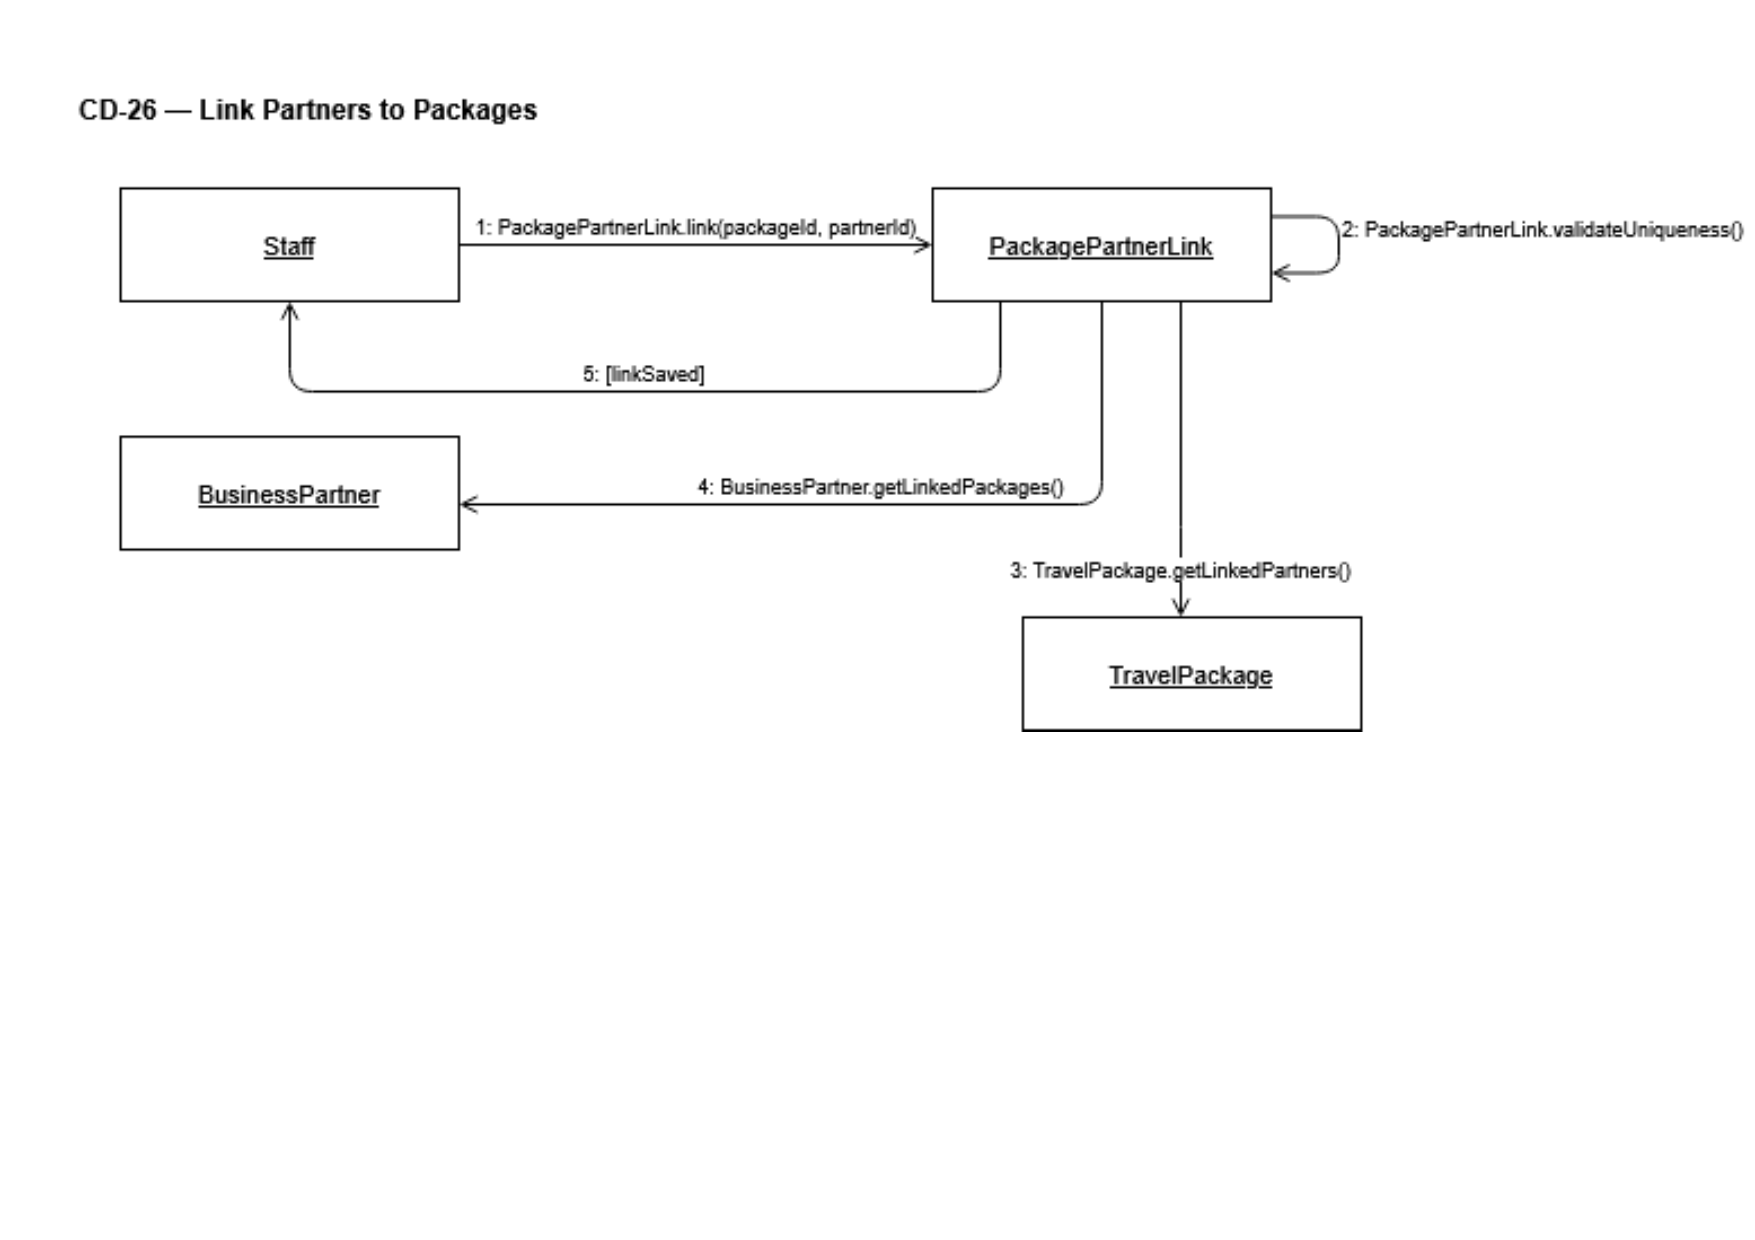 CD-26 — Link Partners to Packages
Staff
1: PackagePartnerLink.link(packageId, partnerId)
PackagePartnerLink
2: PackagePartnerLink.validateUniqueness()
5: [linkSaved]
BusinessPartner
4: BusinessPartner.getLinkedPackages()
3: TravelPackage.getLinkedPartners()
TravelPackage